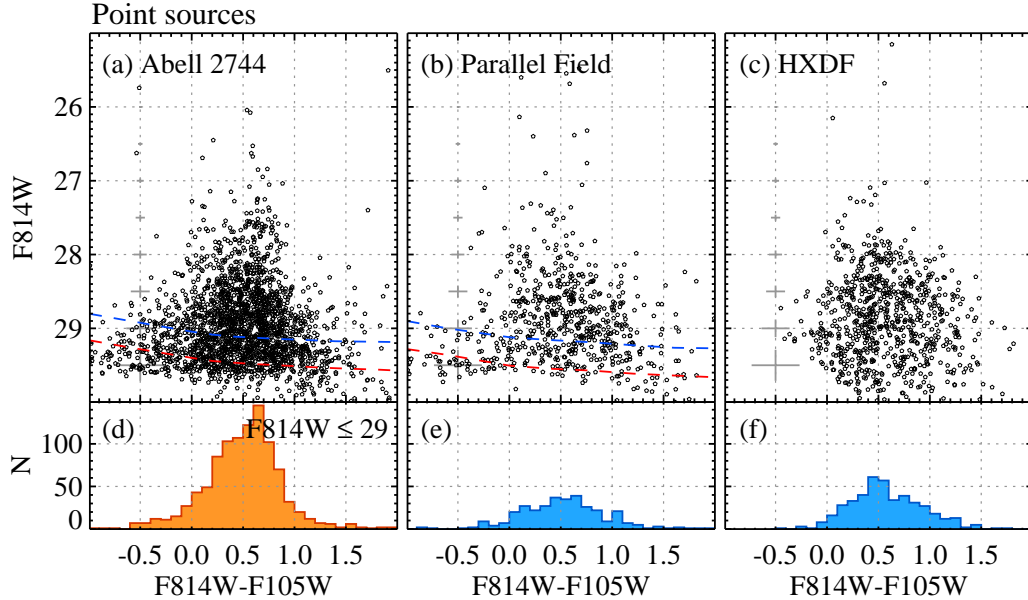 Point sources
(a) Abell 2744
(b) Parallel Field
(c) HXDF
F814W
26
27
28
29
(d)
F814W ≤ 29
(e)
(f)
N
100
50
0
-0.5 0.0 0.5 1.0 1.5
-0.5 0.0 0.5 1.0 1.5
-0.5 0.0 0.5 1.0 1.5
F814W-F105W
F814W-F105W
F814W-F105W